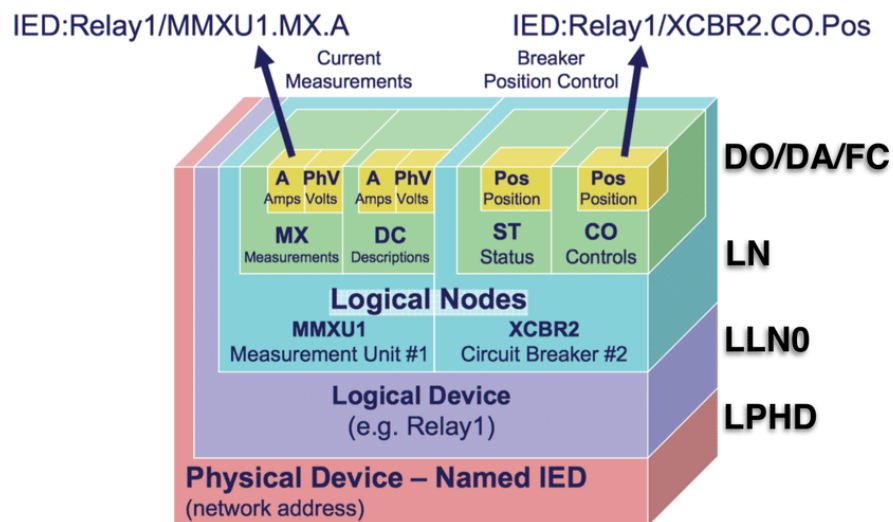 IED:Relay1/MMXU1.MX.A
IED:Relay1/XCBR2.CO.Pos
Current
Measurements
Breaker
Position Control
DO/DA/FC
A PhV A PhV Pos Pos
Amps Volts Amps Volts Position Position
MX DC ST CO
Measurements Descriptions Status Controls
LN
Logical Nodes
MMXU1 XCBR2
Measurement Unit #1 Circuit Breaker #2
LLN0
Logical Device
(e.g. Relay1)
LPHD
Physical Device – Named IED
(network address)